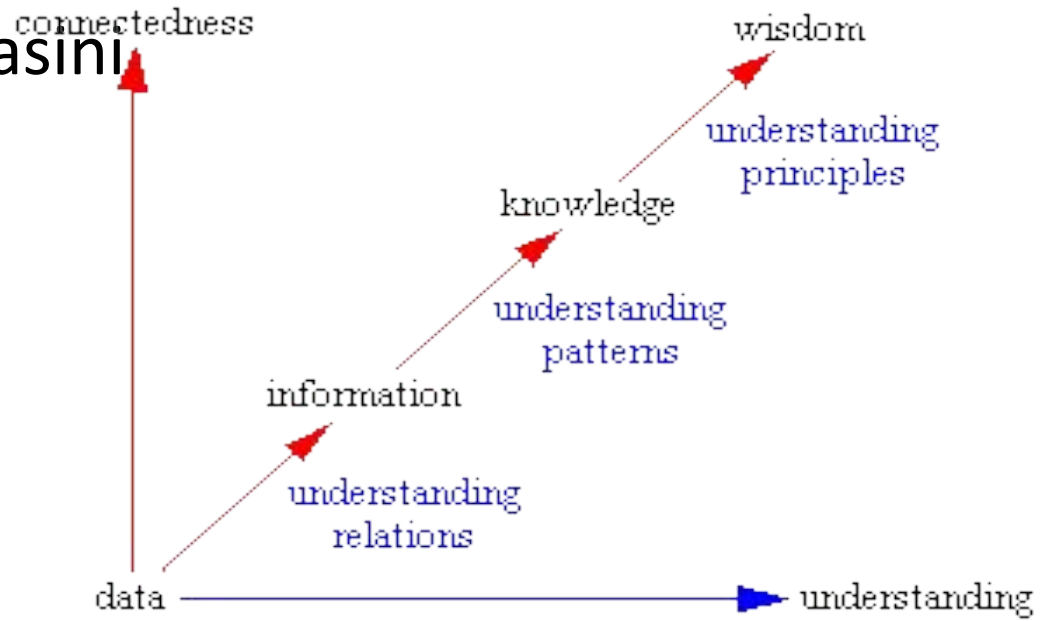 connectedness
asini
wisdom
understanding
principles
knowledge
understanding
patterns
information
understanding
relations
data
understanding